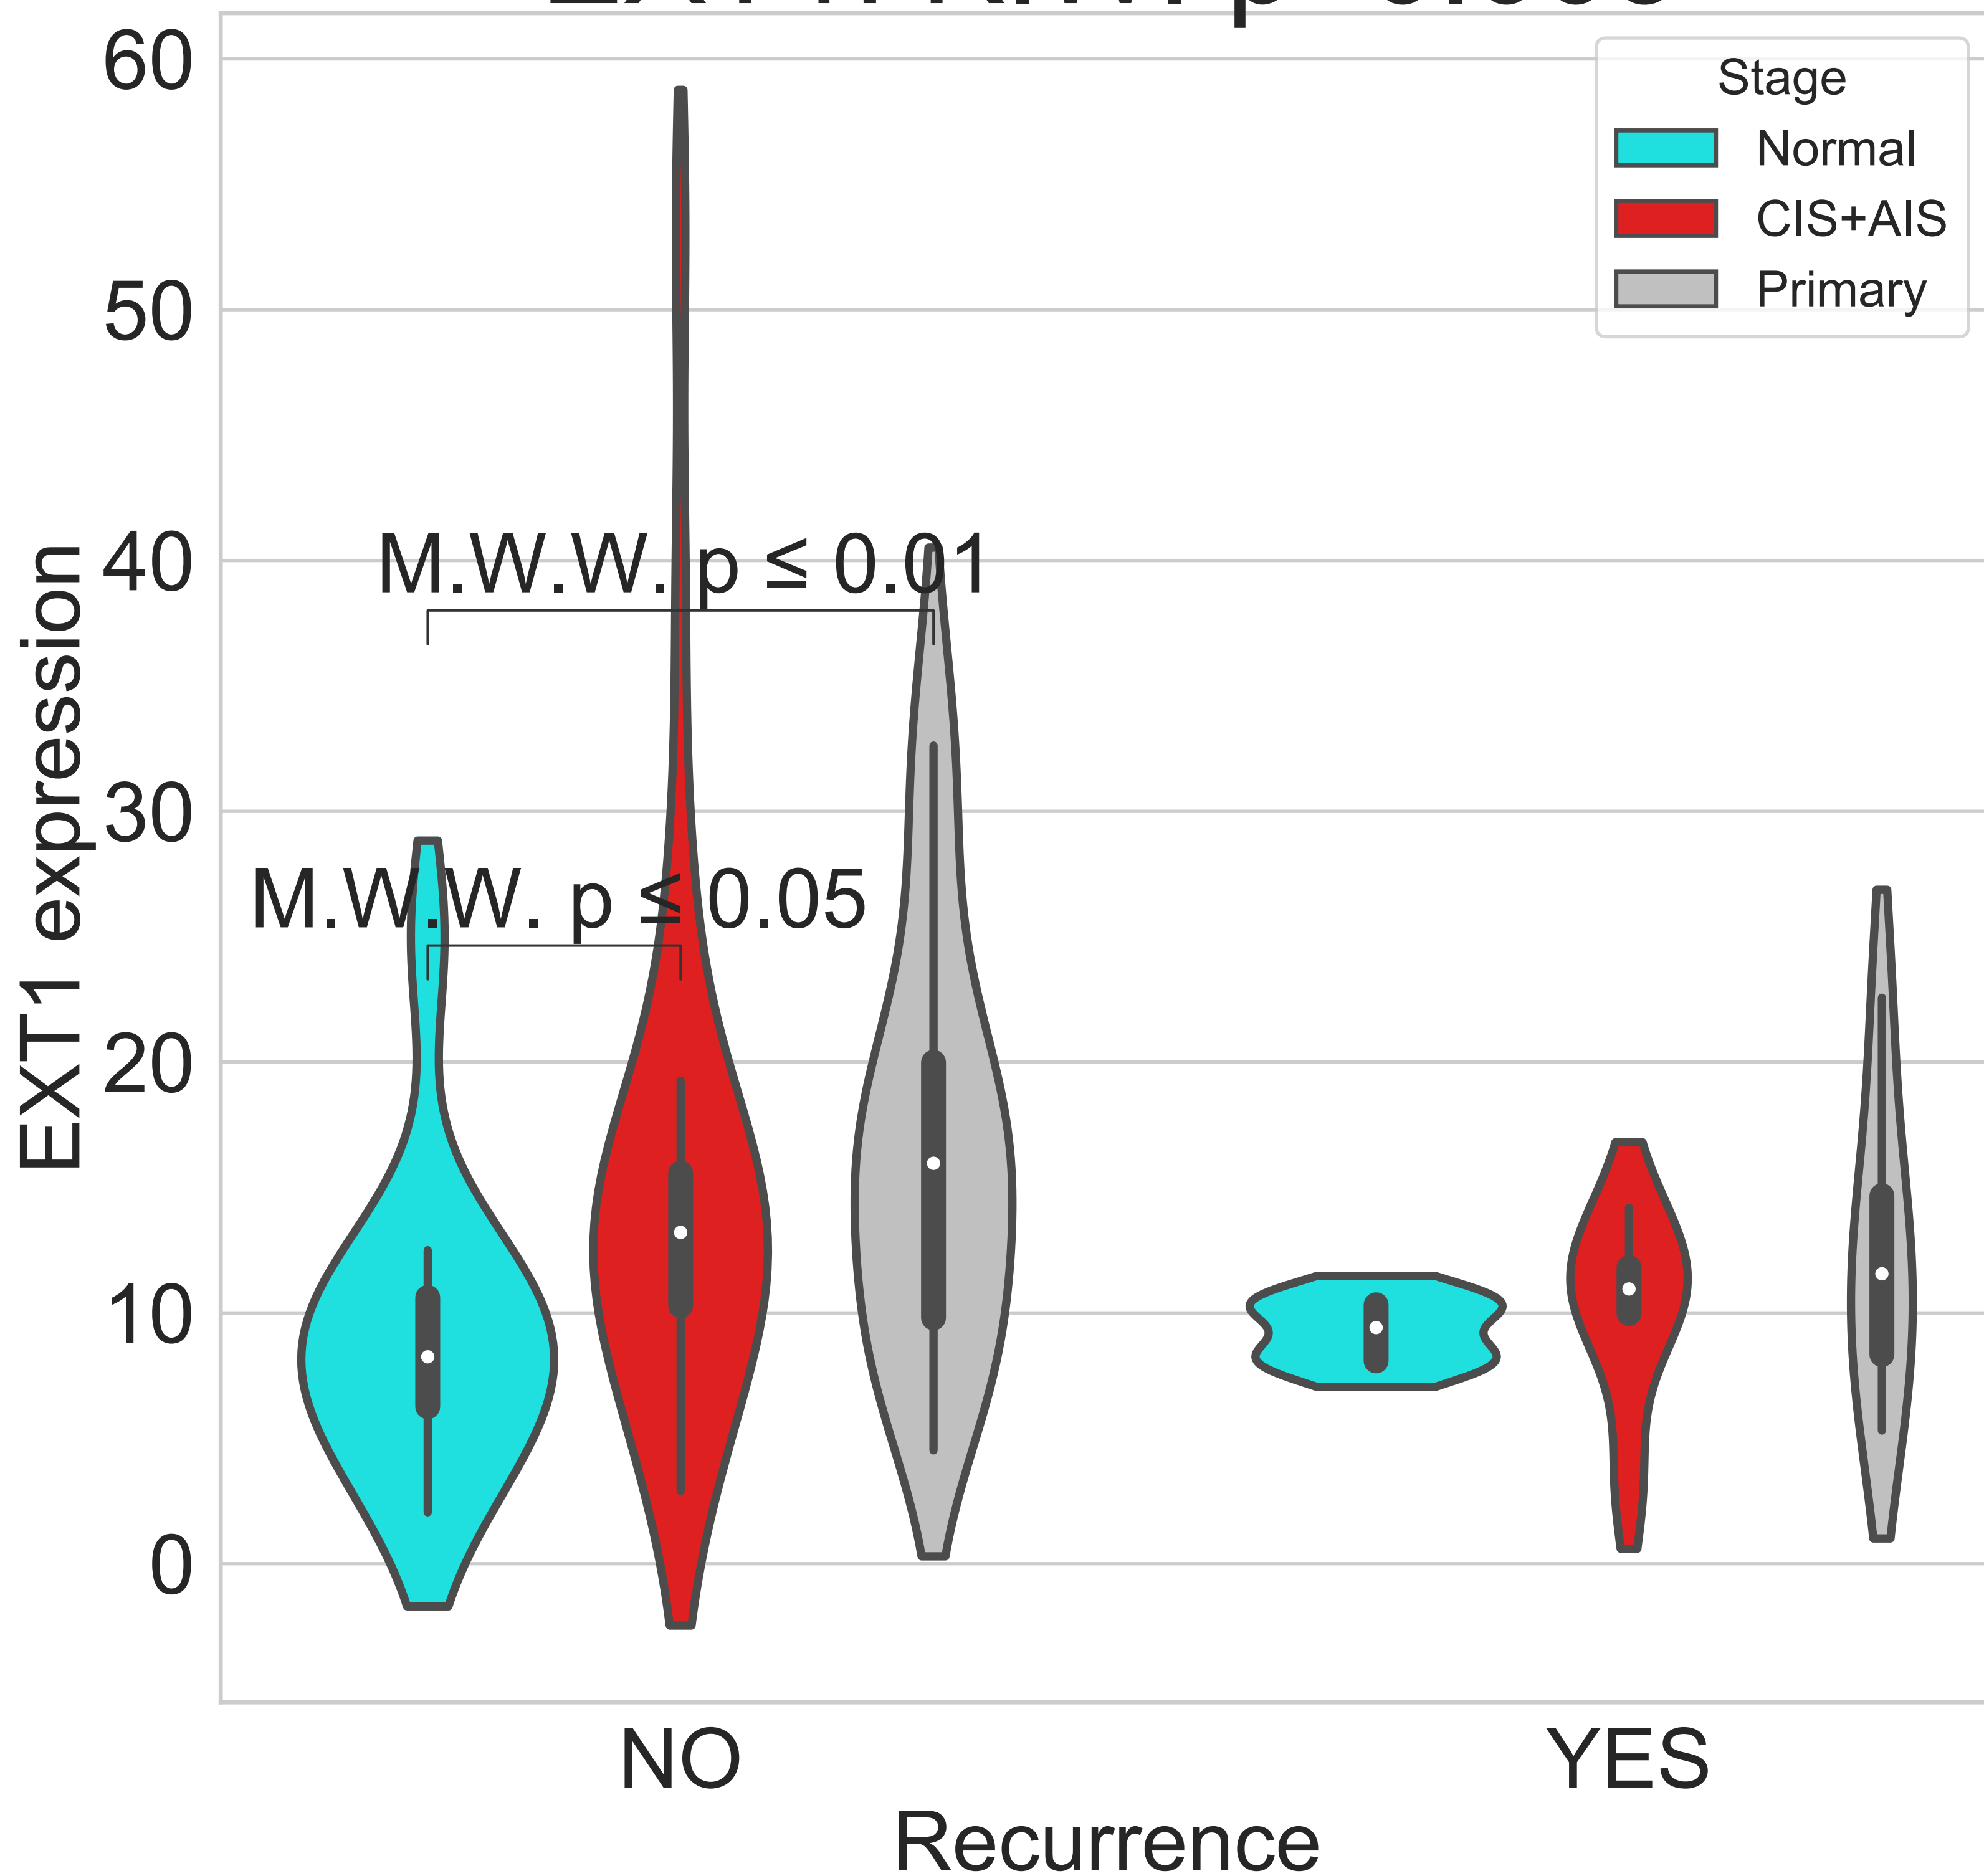 60
50
40
30
20
10
0
EXT1 expression
Stage
Normal
CIS+AIS
Primary
M.W.W. p ≤ 0.01
M.W.W. p ≤ 0.05
NO
YES
Recurrence